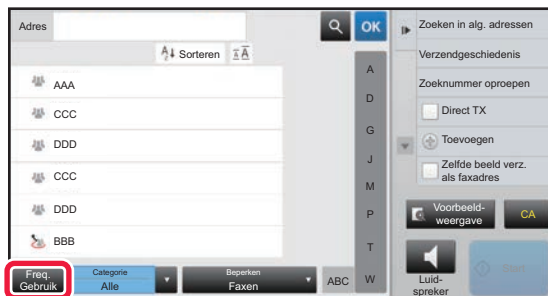 Adres
OK
Sorteren
AAA
CCC
DDD
CCC
DDD
BBB
A
D
G
J
M
P
T
W
Freq.
Gebruik
Categorie
Alle
Beperken
Faxen
ABC
Zoeken in alg. adressen
Verzendgeschiedenis
Zoeknummer oproepen
Direct TX
Toevoegen
Zelfde beeld verz.
als faxadres
Voorbeeld-
weergave
CA
Luid-
spreker
Start